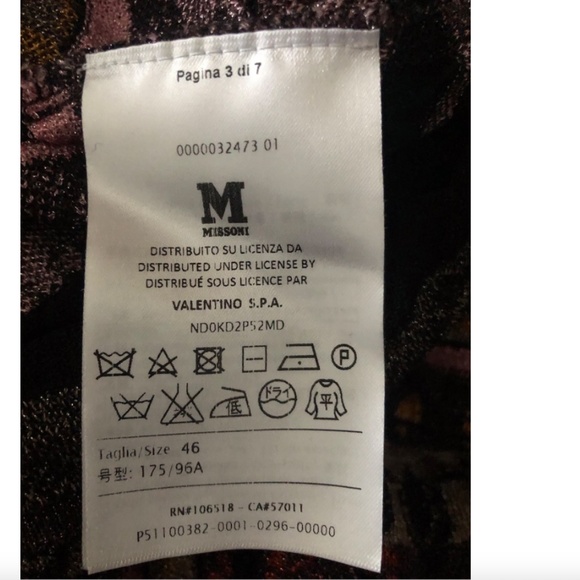 Pagina 3 di 7
0000032473 01
M
MISSONI
DISTRIBUITO SU LICENZA DA
DISTRIBUTED UNDER LICENSE BY
DISTRIBUÉ SOUS LICENCE PAR
VALENTINO S.P.A.
ND0KD2P52MD
P
低 ドライ 平
Taglia/Size 46
号型: 175/96A
RN#106518 - CA#57011
P51100382-0001-0296-00000